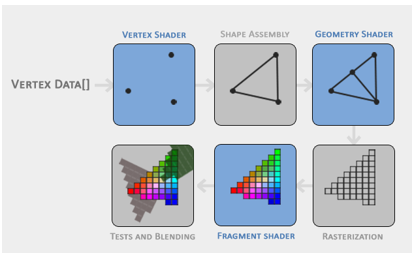 VERTEX SHADER
SHAPE ASSEMBLY
GEOMETRY SHADER
VERTEX DATA[]
TESTS AND BLENDING
FRAGMENT SHADER
RASTERIZATION